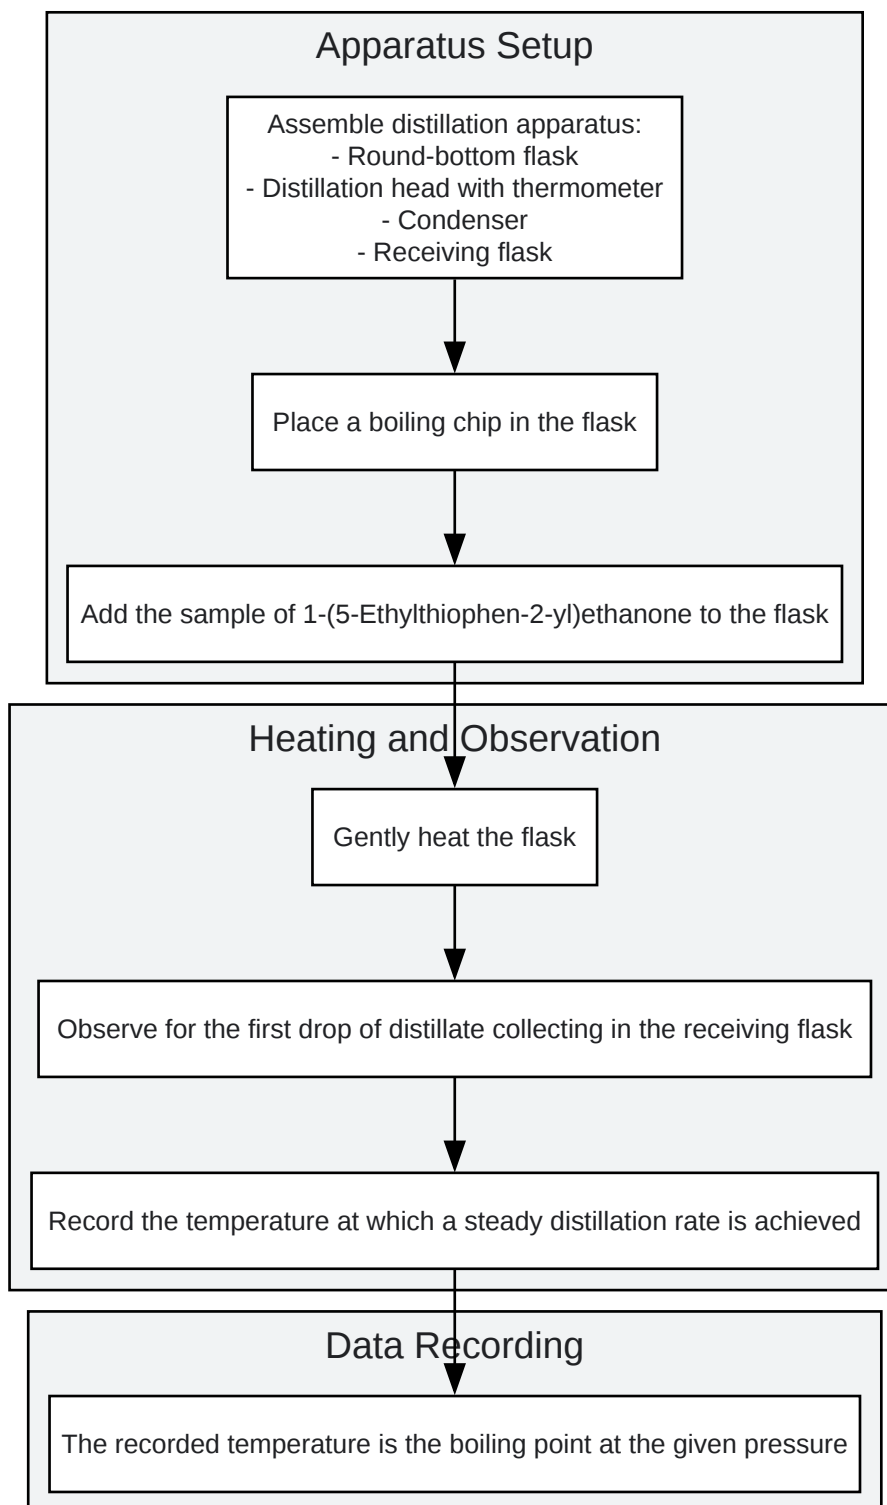 Apparatus Setup
Assemble distillation apparatus:
- Round-bottom flask
- Distillation head with thermometer
- Condenser
- Receiving flask
Place a boiling chip in the flask
Add the sample of 1-(5-Ethylthiophen-2-yl)ethanone to the flask
Heating and Observation
Gently heat the flask
Observe for the first drop of distillate collecting in the receiving flask
Record the temperature at which a steady distillation rate is achieved
Data Recording
The recorded temperature is the boiling point at the given pressure